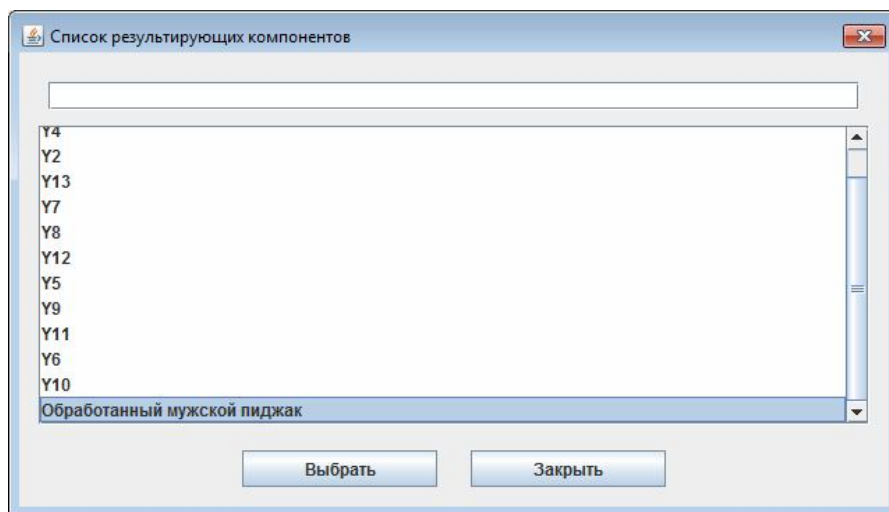 Список результирующих компонентов
Y4
Y2
Y13
Y7
Y8
Y12
Y5
Y9
Y11
Y6
Y10
Обработанный мужской пиджак
Выбрать
Закрыть